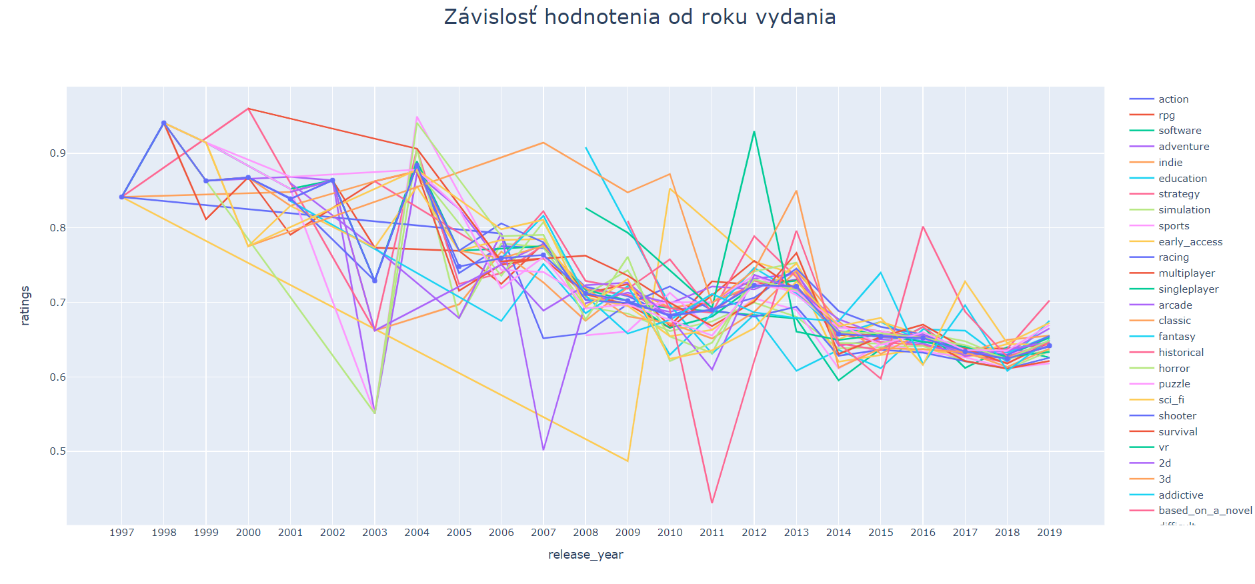 Závislosť hodnotenia od roku vydania
ratings
0.9
0.8
0.7
0.6
0.5
1997 1998 1999 2000 2001 2002 2003 2004 2005 2006 2007 2008 2009 2010 2011 2012 2013 2014 2015 2016 2017 2018 2019
release_year
action
rpg
software
adventure
indie
education
strategy
simulation
sports
early_access
racing
multiplayer
singleplayer
arcade
classic
fantasy
historical
horror
puzzle
sci_fi
shooter
survival
vr
2d
3d
addictive
based_on_a_novel